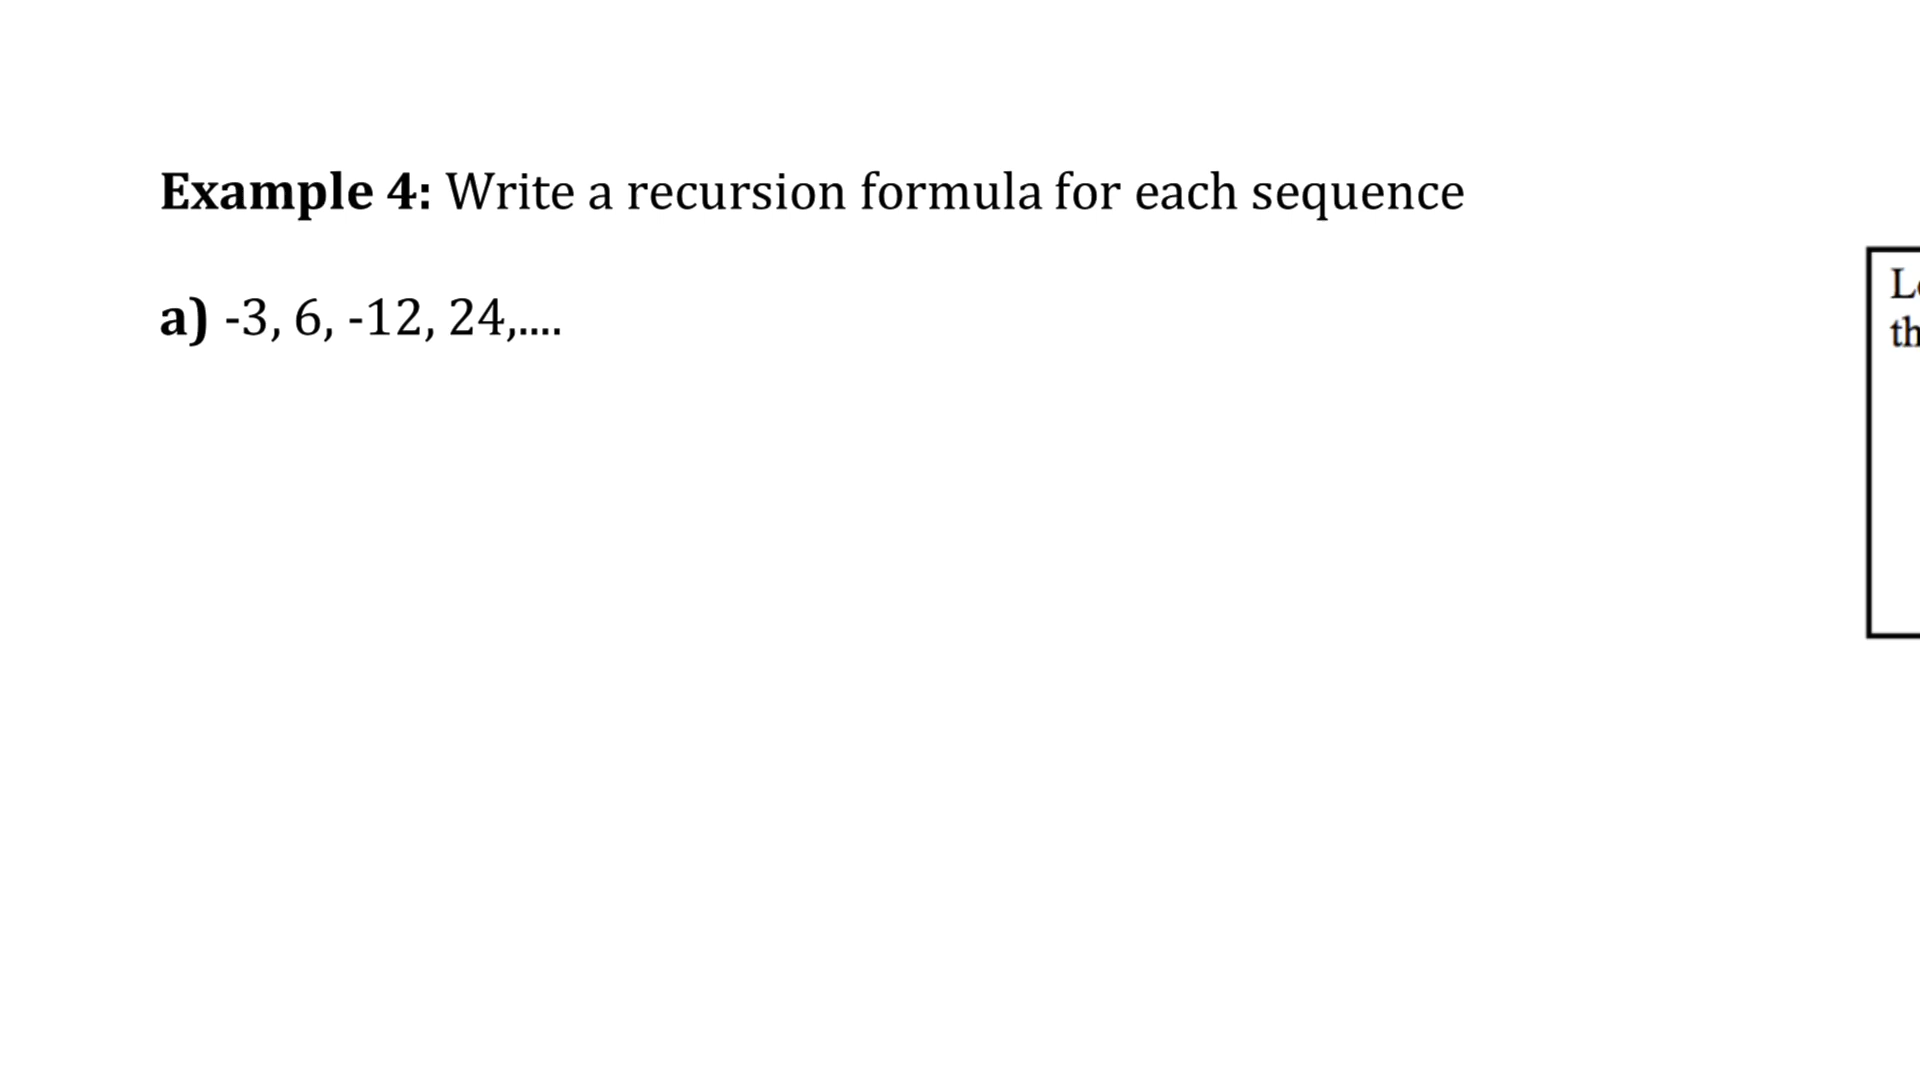 Example 4: Write a recursion formula for each sequence
a) -3, 6, -12, 24,....